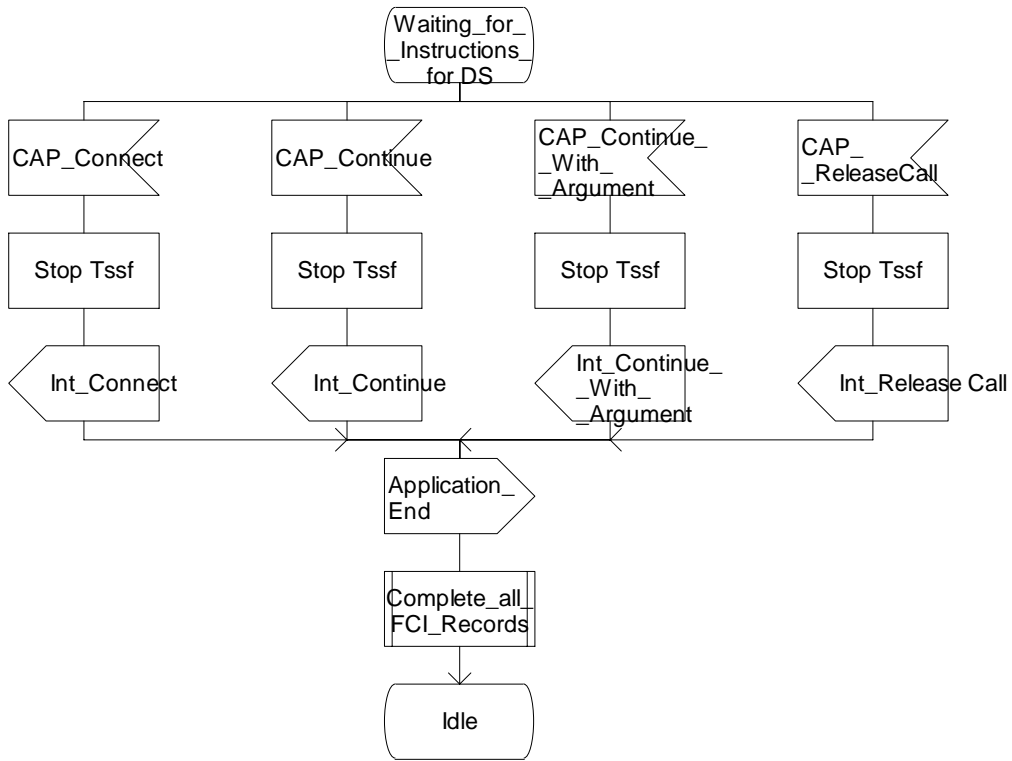 Waiting_for_
_Instructions_
for DS
CAP_Connect
CAP_Continue
CAP_Continue_
_With_
_Argument
CAP_
_ReleaseCall
Stop Tssf
Stop Tssf
Stop Tssf
Stop Tssf
Int_Connect
Int_Continue
Int_Continue_
_With_
_Argument
Int_Release Call
Application_
End
Complete_all_
FCI_Records
Idle